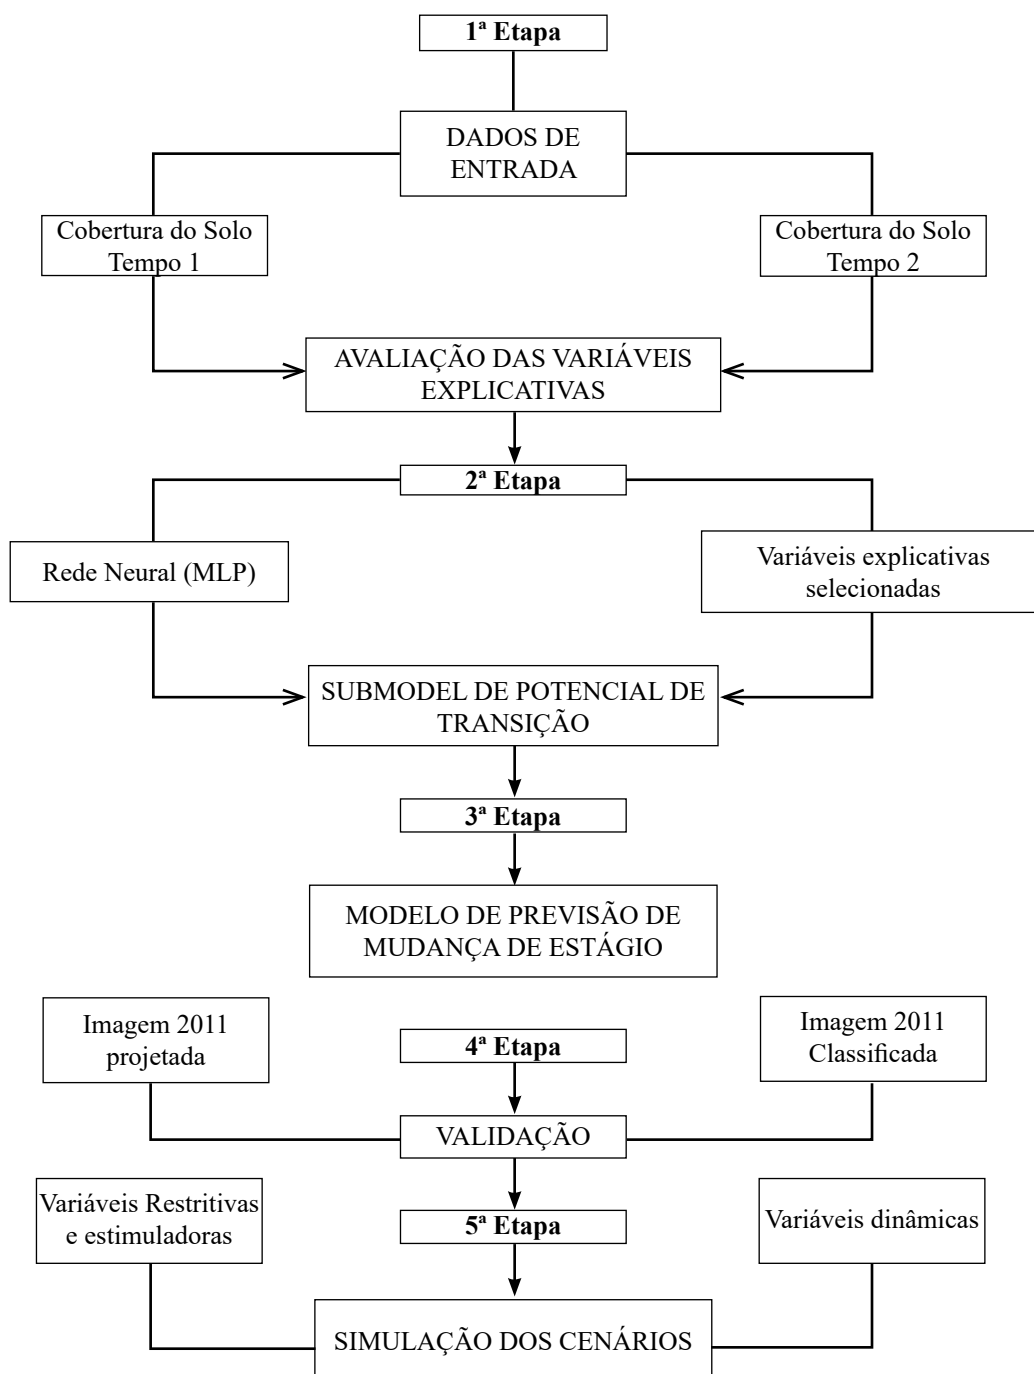 1ª Etapa
DADOS DE
ENTRADA
Cobertura do Solo
Tempo 1
Cobertura do Solo
Tempo 2
AVALIAÇÃO DAS VARIÁVEIS
EXPLICATIVAS
2ª Etapa
Rede Neural (MLP)
Variáveis explicativas
selecionadas
SUBMODEL DE POTENCIAL DE
TRANSIÇÃO
3ª Etapa
MODELO DE PREVISÃO DE
MUDANÇA DE ESTÁGIO
Imagem 2011
projetada
4ª Etapa
Imagem 2011
Classificada
VALIDAÇÃO
Variáveis Restritivas
e estimuladoras
5ª Etapa
Variáveis dinâmicas
SIMULAÇÃO DOS CENÁRIOS